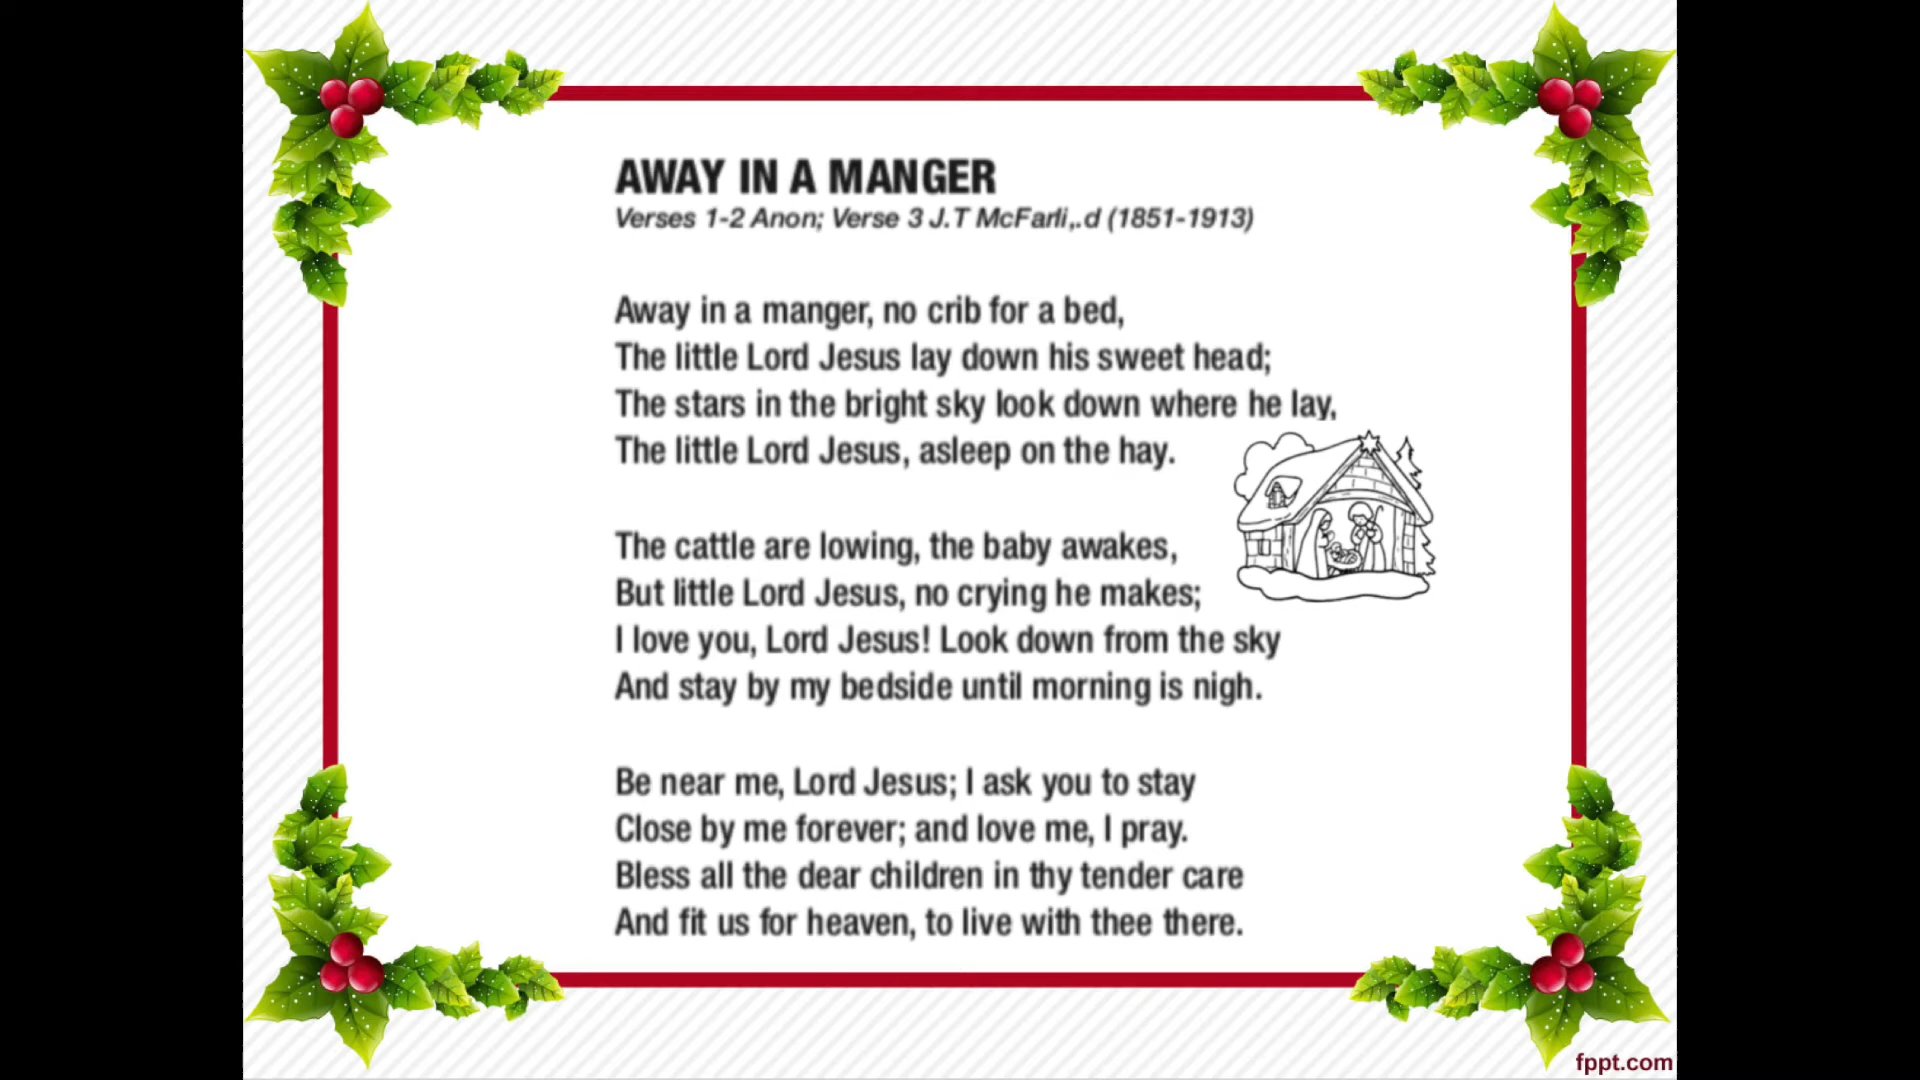 AWAY IN A MANGER
Verses 1-2 Anon; Verse 3 J.T McFarli,.d (1851-1913)
Away in a manger, no crib for a bed,
The little Lord Jesus lay down his sweet head;
The stars in the bright sky look down where he lay,
The little Lord Jesus, asleep on the hay.
The cattle are lowing, the baby awakes,
But little Lord Jesus, no crying he makes;
I love you, Lord Jesus! Look down from the sky
And stay by my bedside until morning is nigh.
Be near me, Lord Jesus; I ask you to stay
Close by me forever; and love me, I pray.
Bless all the dear children in thy tender care
And fit us for heaven, to live with thee there.
fppt.com